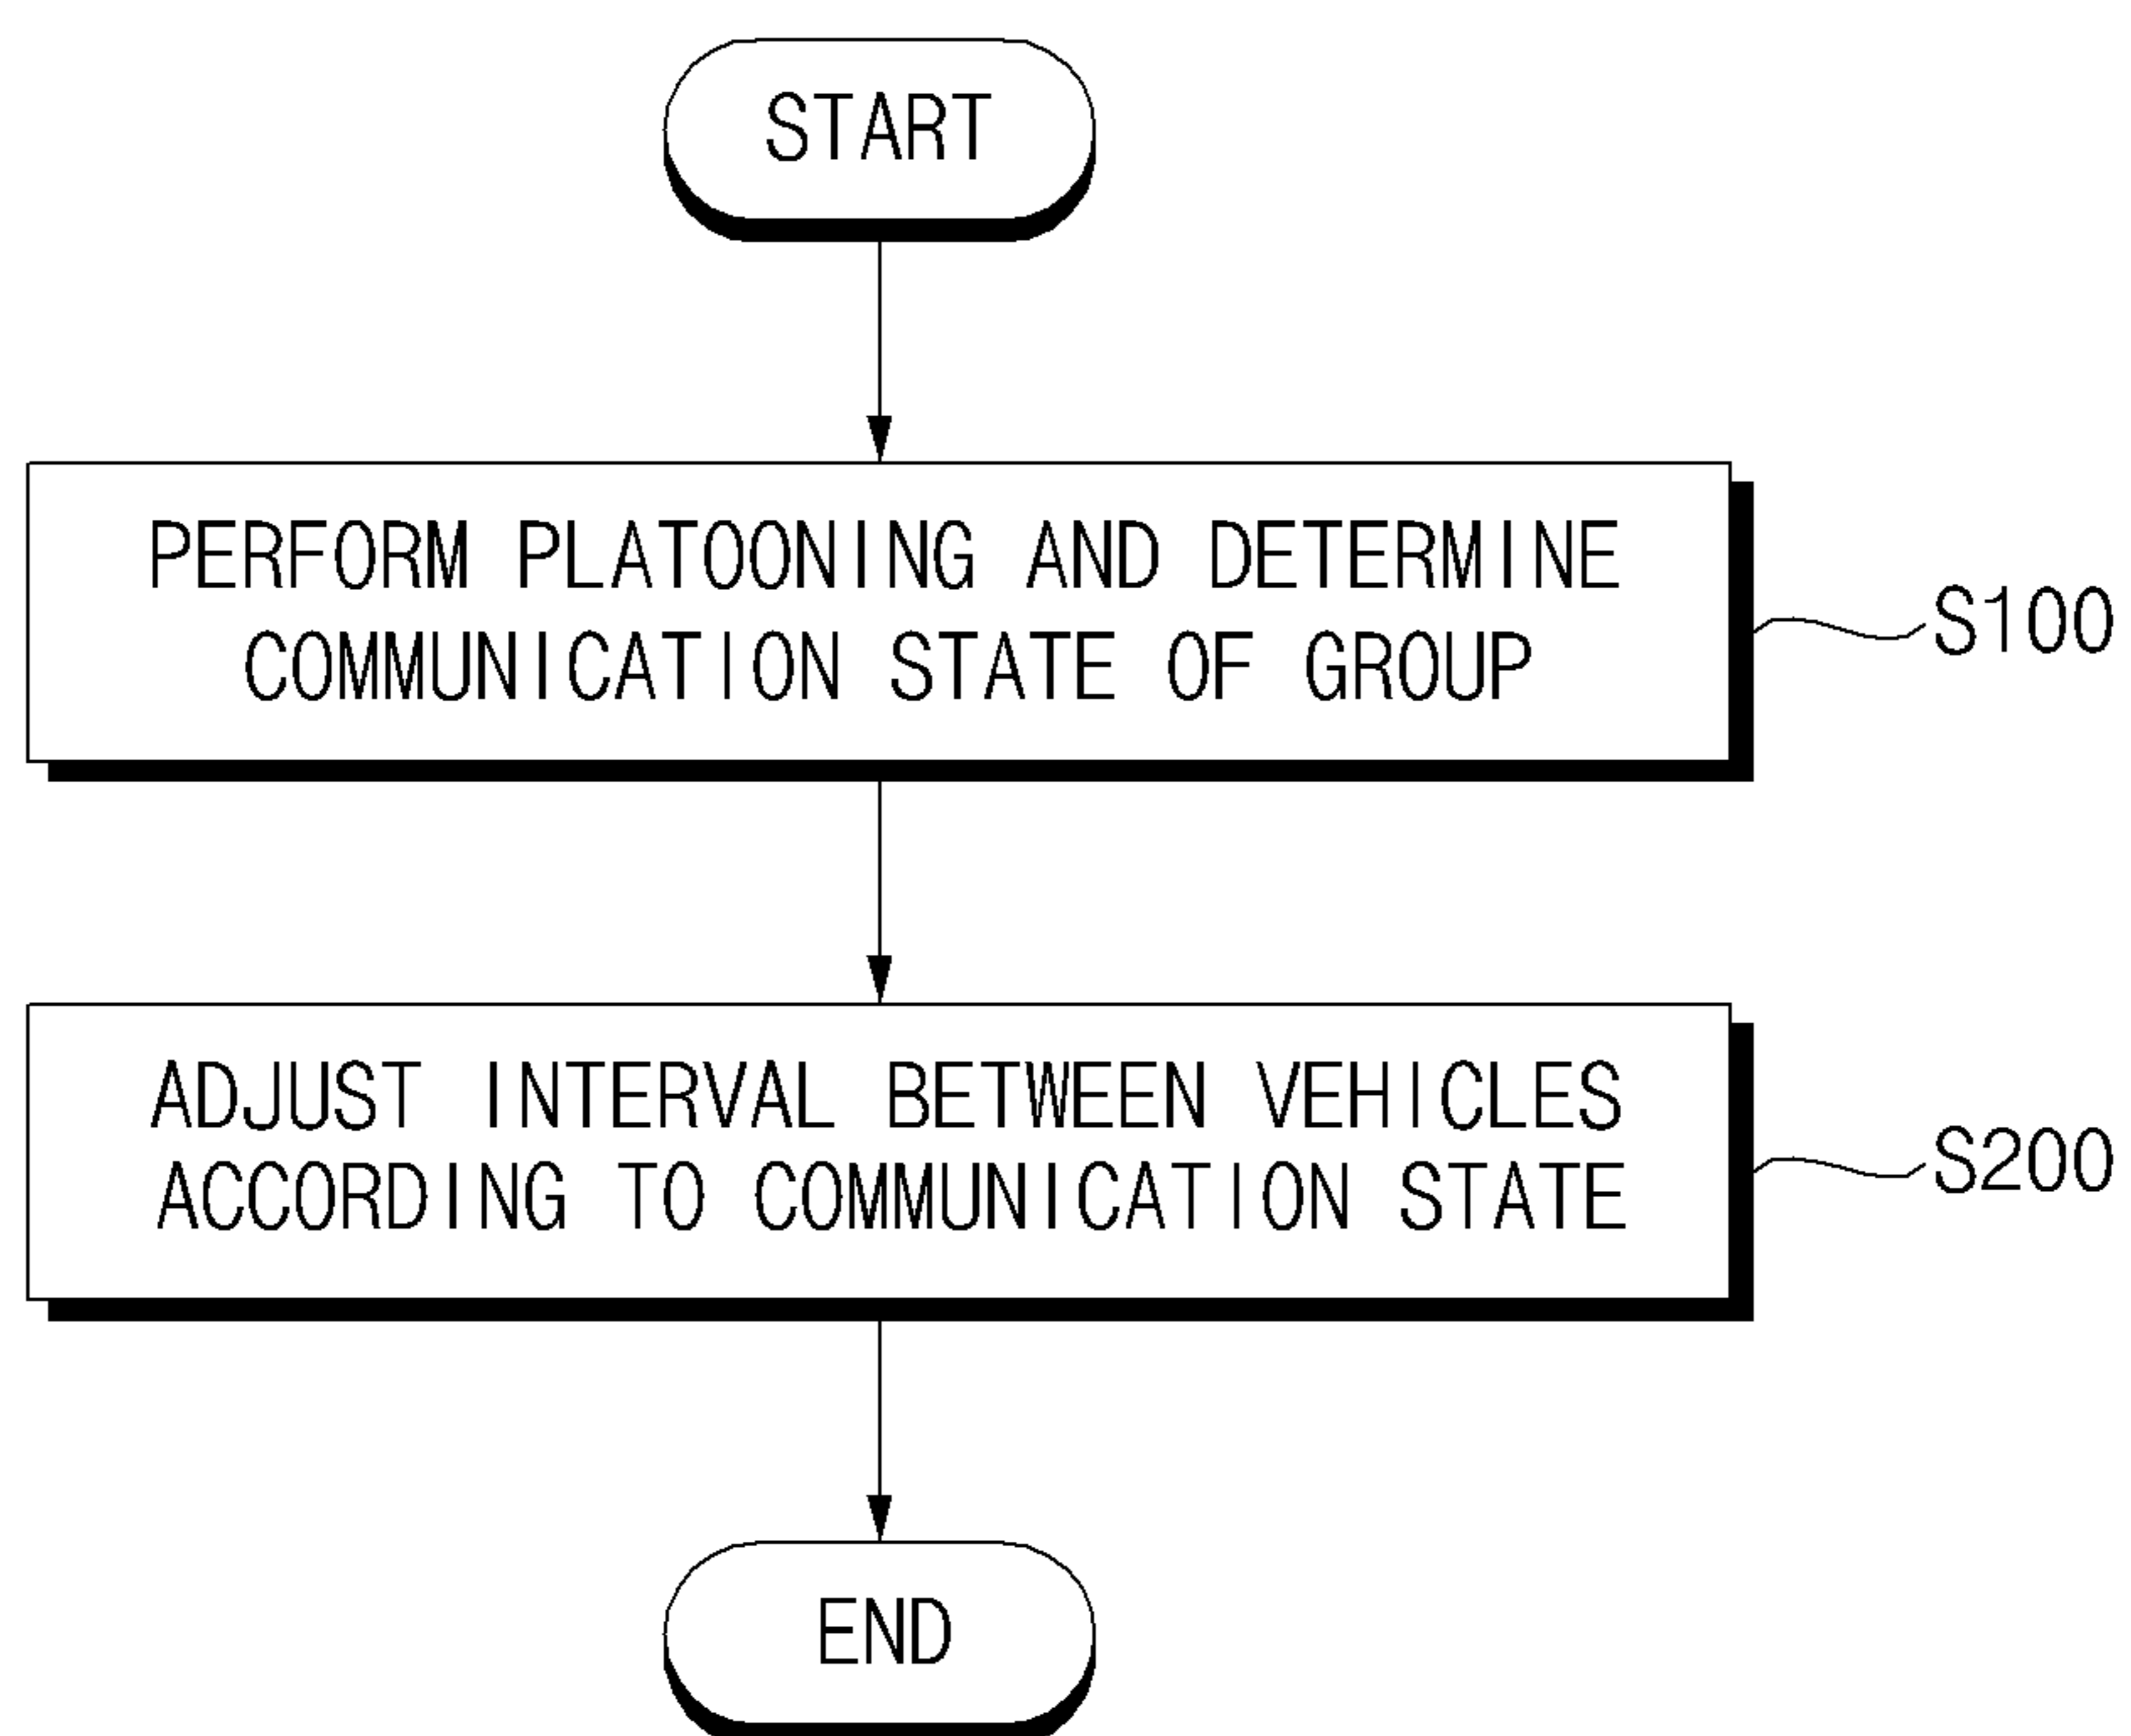 START
PERFORM PLATOONING AND DETERMINE
COMMUNICATION STATE OF GROUP
S100
ADJUST INTERVAL BETWEEN VEHICLES
ACCORDING TO COMMUNICATION STATE
S200
END